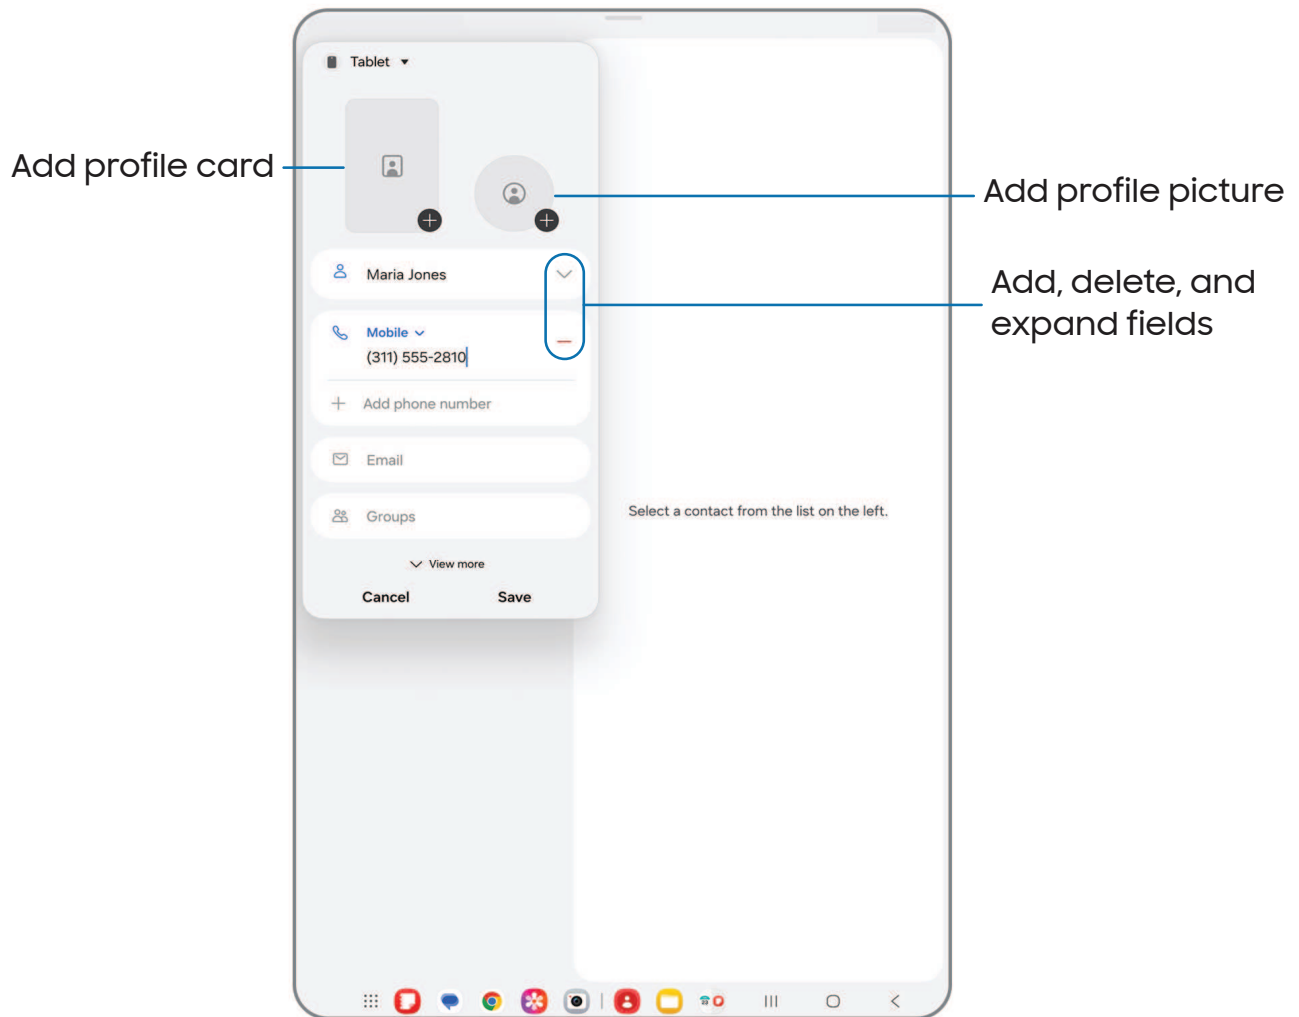 Tablet
Add profile card
Add profile picture
Maria Jones
Add, delete, and
expand fields
Mobile
(311) 555-2810
Add phone number
Email
Groups
Select a contact from the list on the left.
View more
Cancel Save